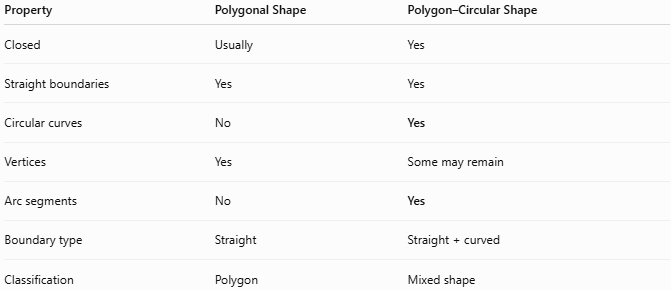 Property Polygonal Shape Polygon–Circular Shape
Closed Usually Yes
Straight boundaries Yes Yes
Circular curves No Yes
Vertices Yes Some may remain
Arc segments No Yes
Boundary type Straight Straight + curved
Classification Polygon Mixed shape